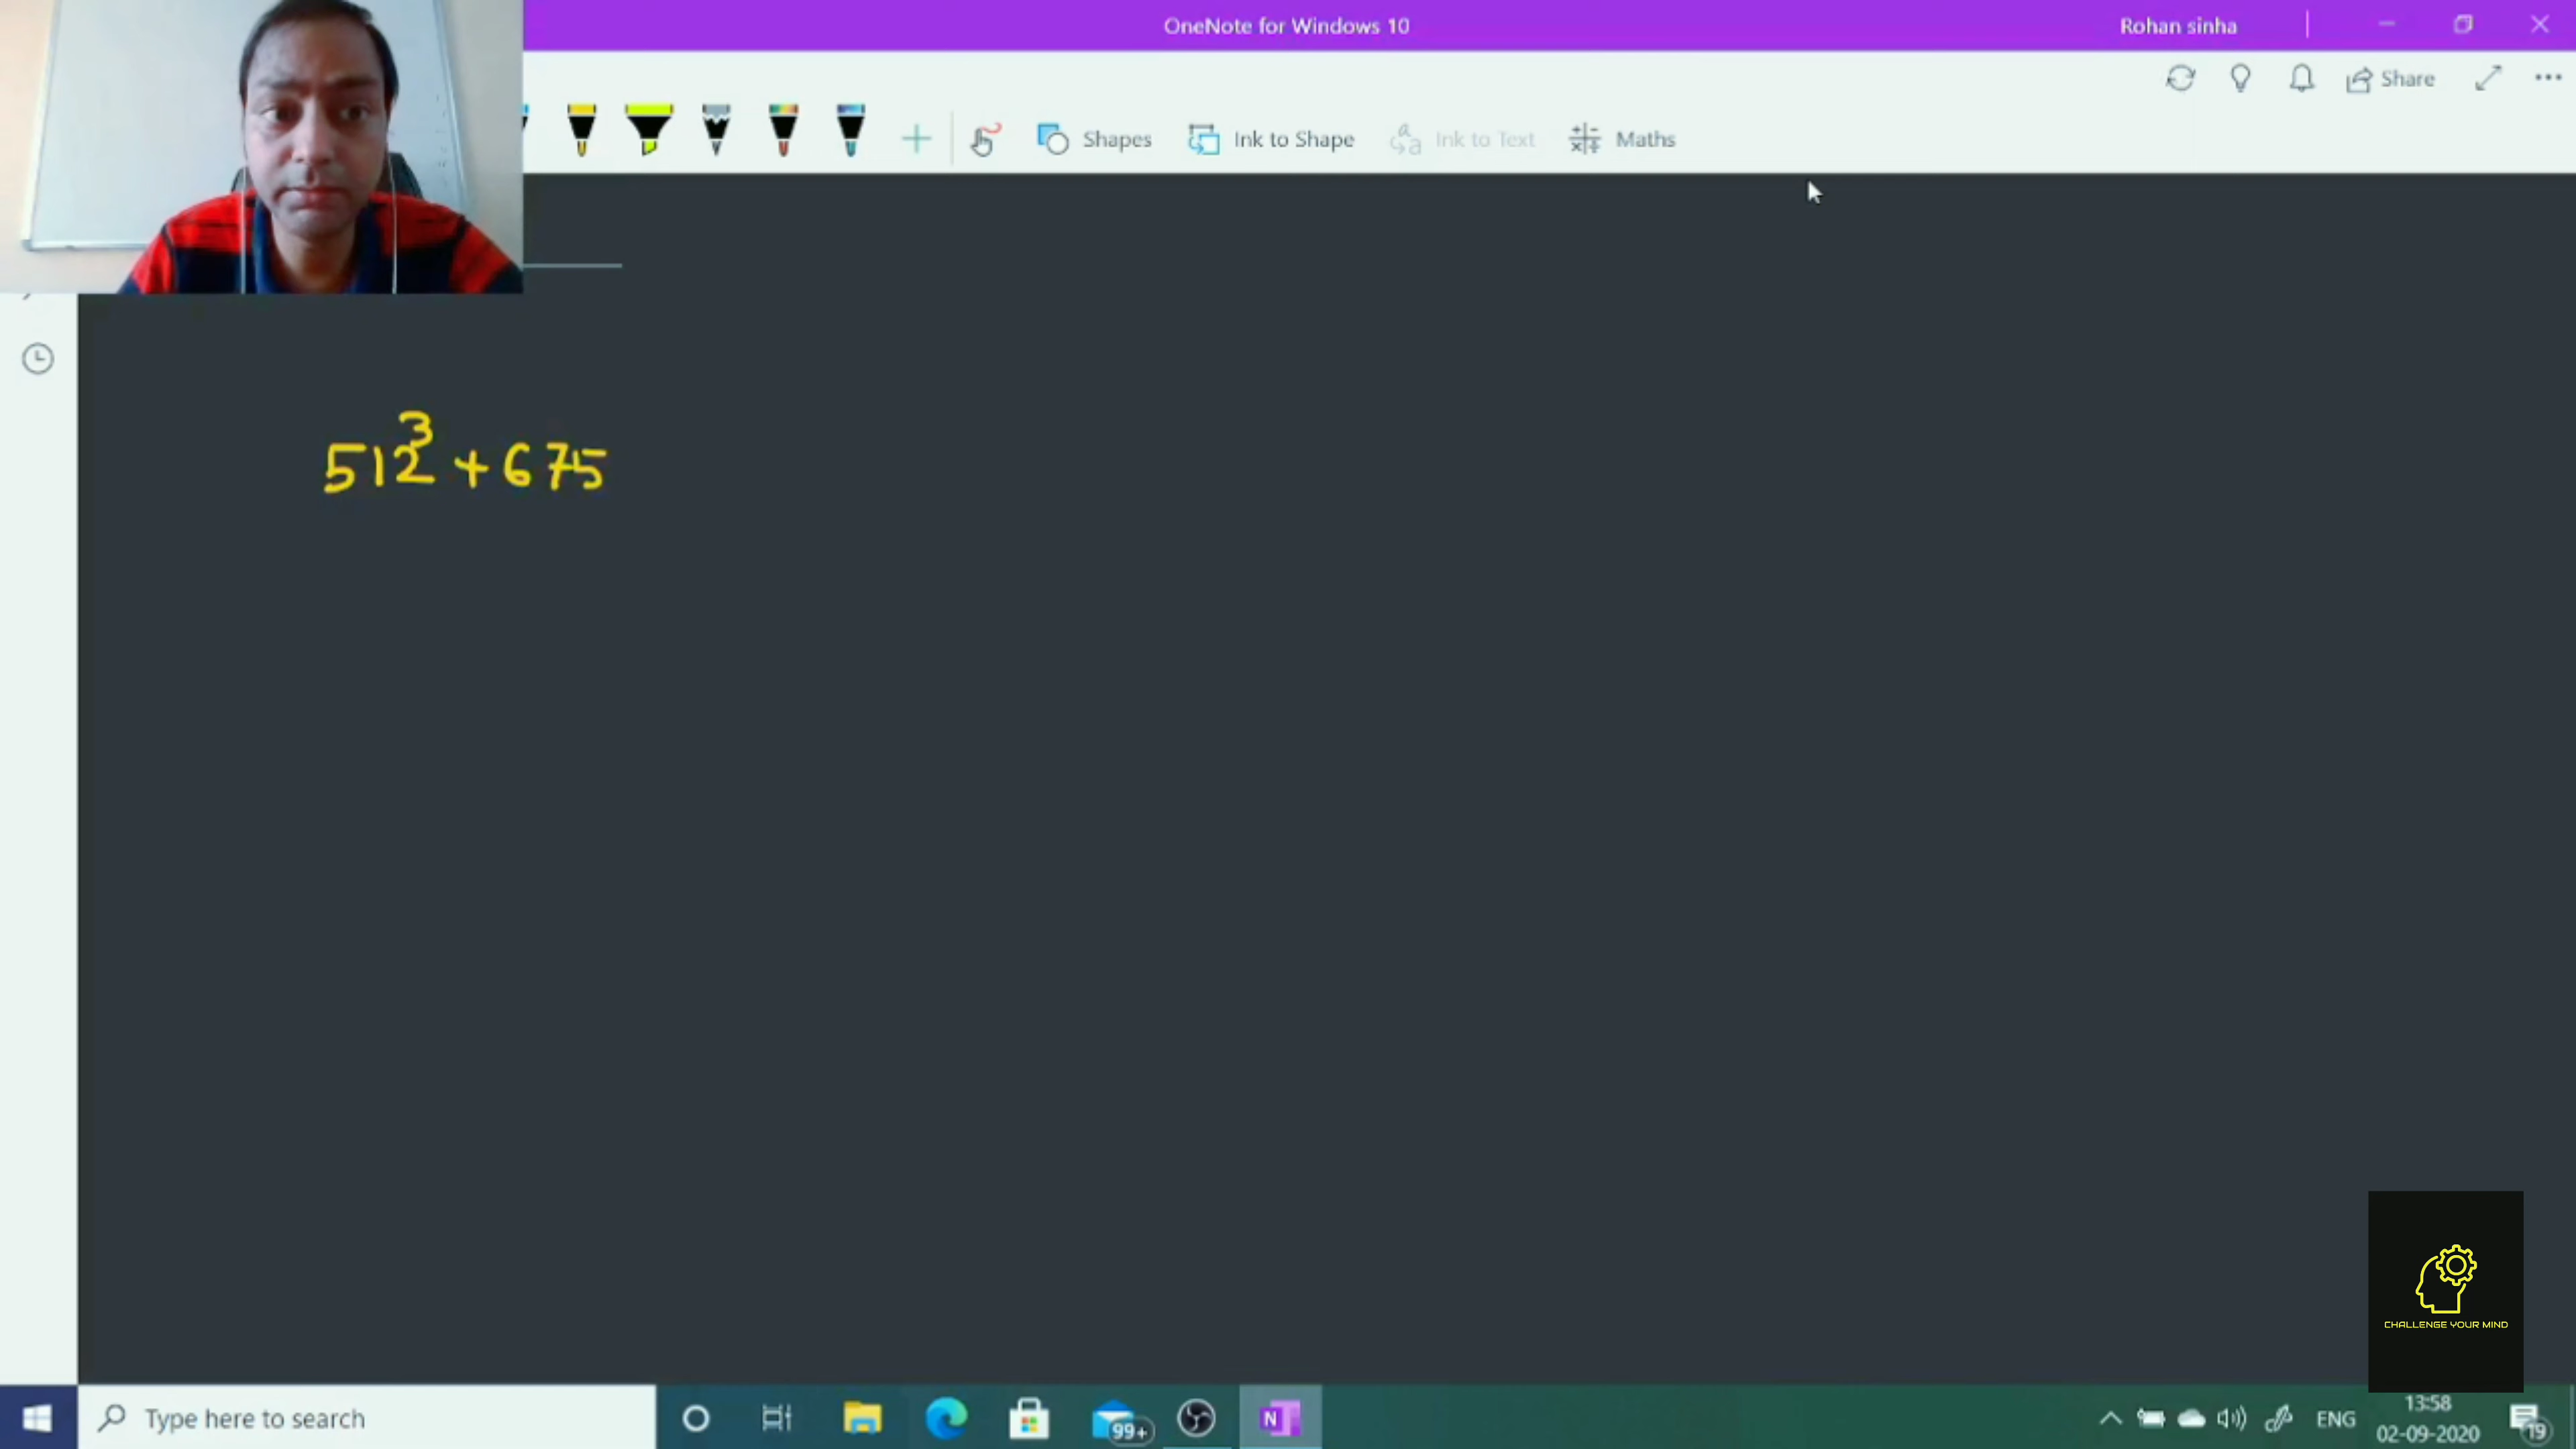 OneNote for Windows 10 Rohan sinha
Share
Shapes Ink to Shape Ink to Text Maths
512³ + 675
CHALLENGE YOUR MIND
Type here to search 99+ ENG 13:58 19
02-09-2020